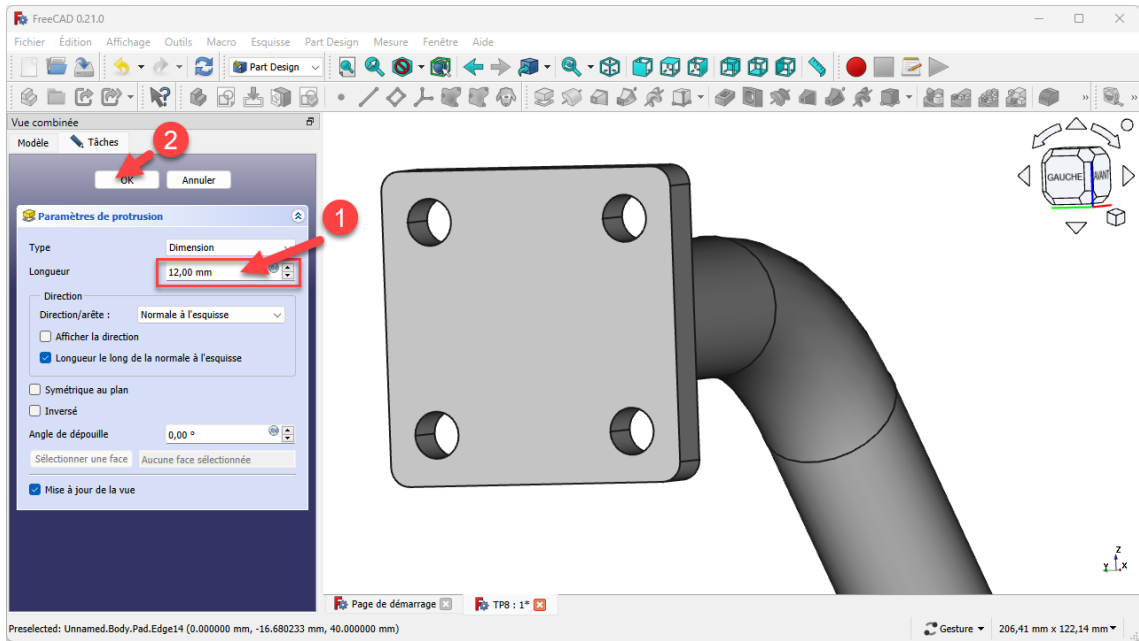 FreeCAD 0.21.0
Fichier Édition Affichage Outils Macro Esquisse Part Design Mesure Fenêtre Aide
Part Design
Vue combinée
Modèle Tâches
2
OK Annuler
Paramètres de protrusion
1
Type Dimension
Longueur 12,00 mm
Direction
Direction/arête : Normale à l'esquisse
Afficher la direction
Longueur le long de la normale à l'esquisse
Symétrique au plan
Inversé
Angle de dépouille 0,00 °
Sélectionner une face Aucune face sélectionnée
Mise à jour de la vue
GAUCHE AVANT
Z
Y X
Page de démarrage TP8 : 1*
Preselected: Unnamed.Body.Pad.Edge14 (0.000000 mm, -16.680233 mm, 40.000000 mm) Gesture 206,41 mm x 122,14 mm